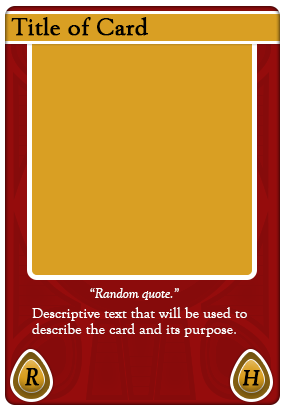 Title of Card
“Random quote.”
Descriptive text that will be used to
describe the card and its purpose.
R
H